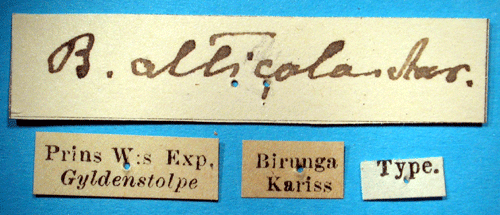 B. alticola Aur.
Prins W:s Exp.
Gyldenstolpe
Birunga
Kariss
Type.